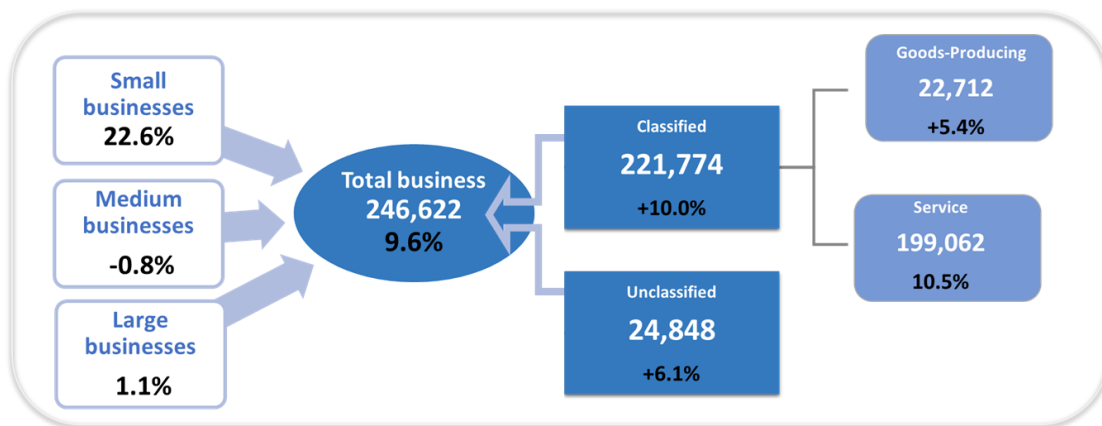 Small
businesses
22.6%
Medium
businesses
-0.8%
Large
businesses
1.1%
Total business
246,622
9.6%
Classified
221,774
+10.0%
Unclassified
24,848
+6.1%
Goods-Producing
22,712
+5.4%
Service
199,062
10.5%